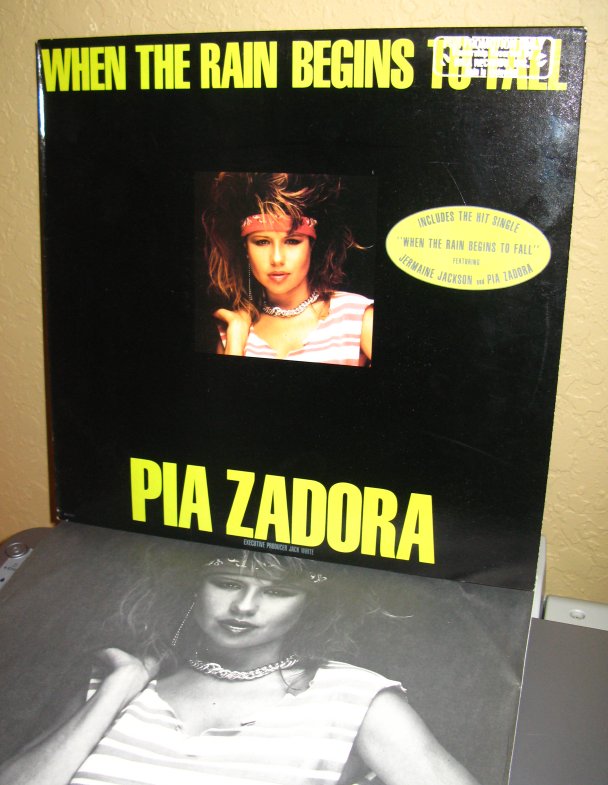 WHEN THE RAIN BEGINS TO FALL
INCLUDES THE HIT SINGLE
"WHEN THE RAIN BEGINS TO FALL"
FEATURING
JERMAINE JACKSON AND PIA ZADORA
PIA ZADORA
EXECUTIVE PRODUCER JACK WHITE